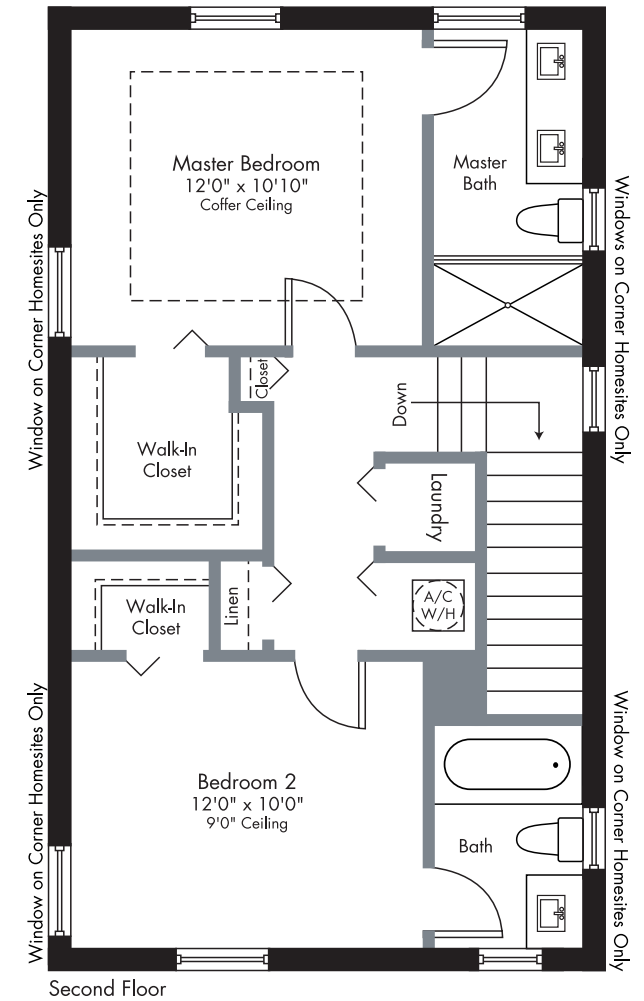 Master Bedroom
12'0" x 10'10"
Coffer Ceiling
Master
Bath
Window on Corner Homesites Only
Windows on Corner Homesites Only
Closet
Down
Walk-In
Closet
Laundry
A/C
W/H
Linen
Walk-In
Closet
Bedroom 2
12'0" x 10'0"
9'0" Ceiling
Bath
Window on Corner Homesites Only
Window on Corner Homesites Only
Second Floor